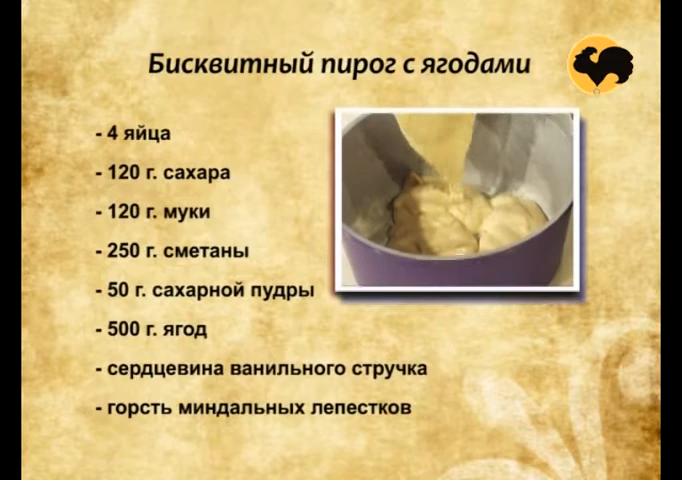 Бисквитный пирог с ягодами
- 4 яйца
- 120 г. сахара
- 120 г. муки
- 250 г. сметаны
- 50 г. сахарной пудры
- 500 г. ягод
- сердцевина ванильного стручка
- горсть миндальных лепестков